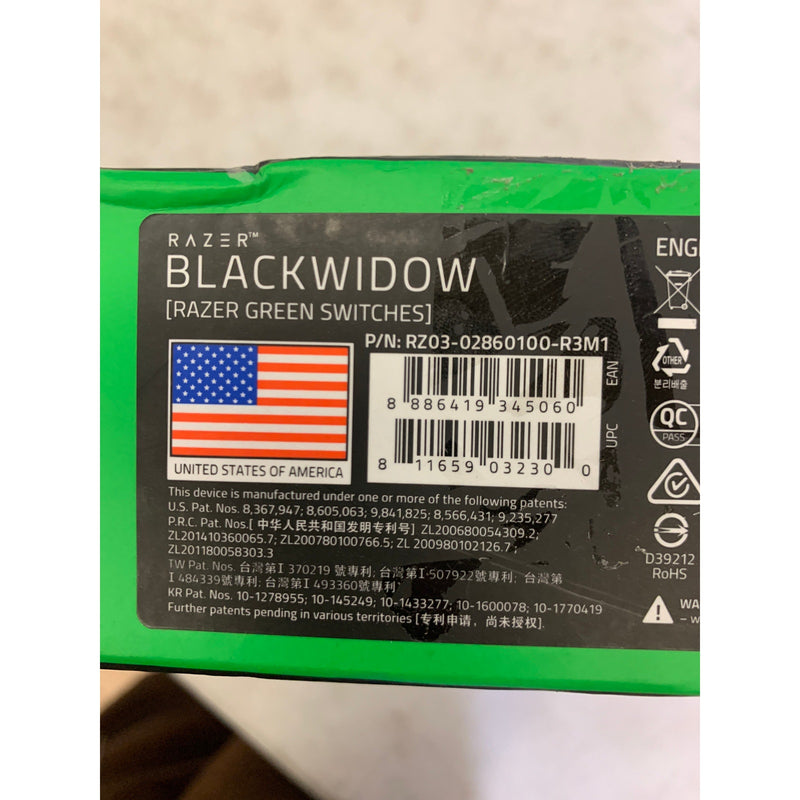 RAZER™
BLACKWIDOW
[RAZER GREEN SWITCHES]
P/N: RZ03-02860100-R3M1
8 886419 345060
EAN
8 11659 03230 0
UPC
UNITED STATES OF AMERICA
This device is manufactured under one or more of the following patents:
U.S. Pat. Nos. 8,367,947; 8,605,063; 9,841,825; 8,566,431; 9,235,277
P.R.C. Pat. Nos.[ 中华人民共和国发明专利号] ZL200680054309.2;
ZL201410360065.7; ZL200780100766.5; ZL 200980102126.7;
ZL201180058303.3
TW Pat. Nos. 台灣第I 370219 號專利; 台灣第I 507922號專利; 台灣第
I 484339號專利; 台灣第I 493360號專利
KR Pat. Nos. 10-1278955; 10-145249; 10-1433277; 10-1600078; 10-1770419
Further patents pending in various territories [专利申请，尚未授权].
ENG
OTHER
분리배출
QC
PASS
D39212
RoHS
WA